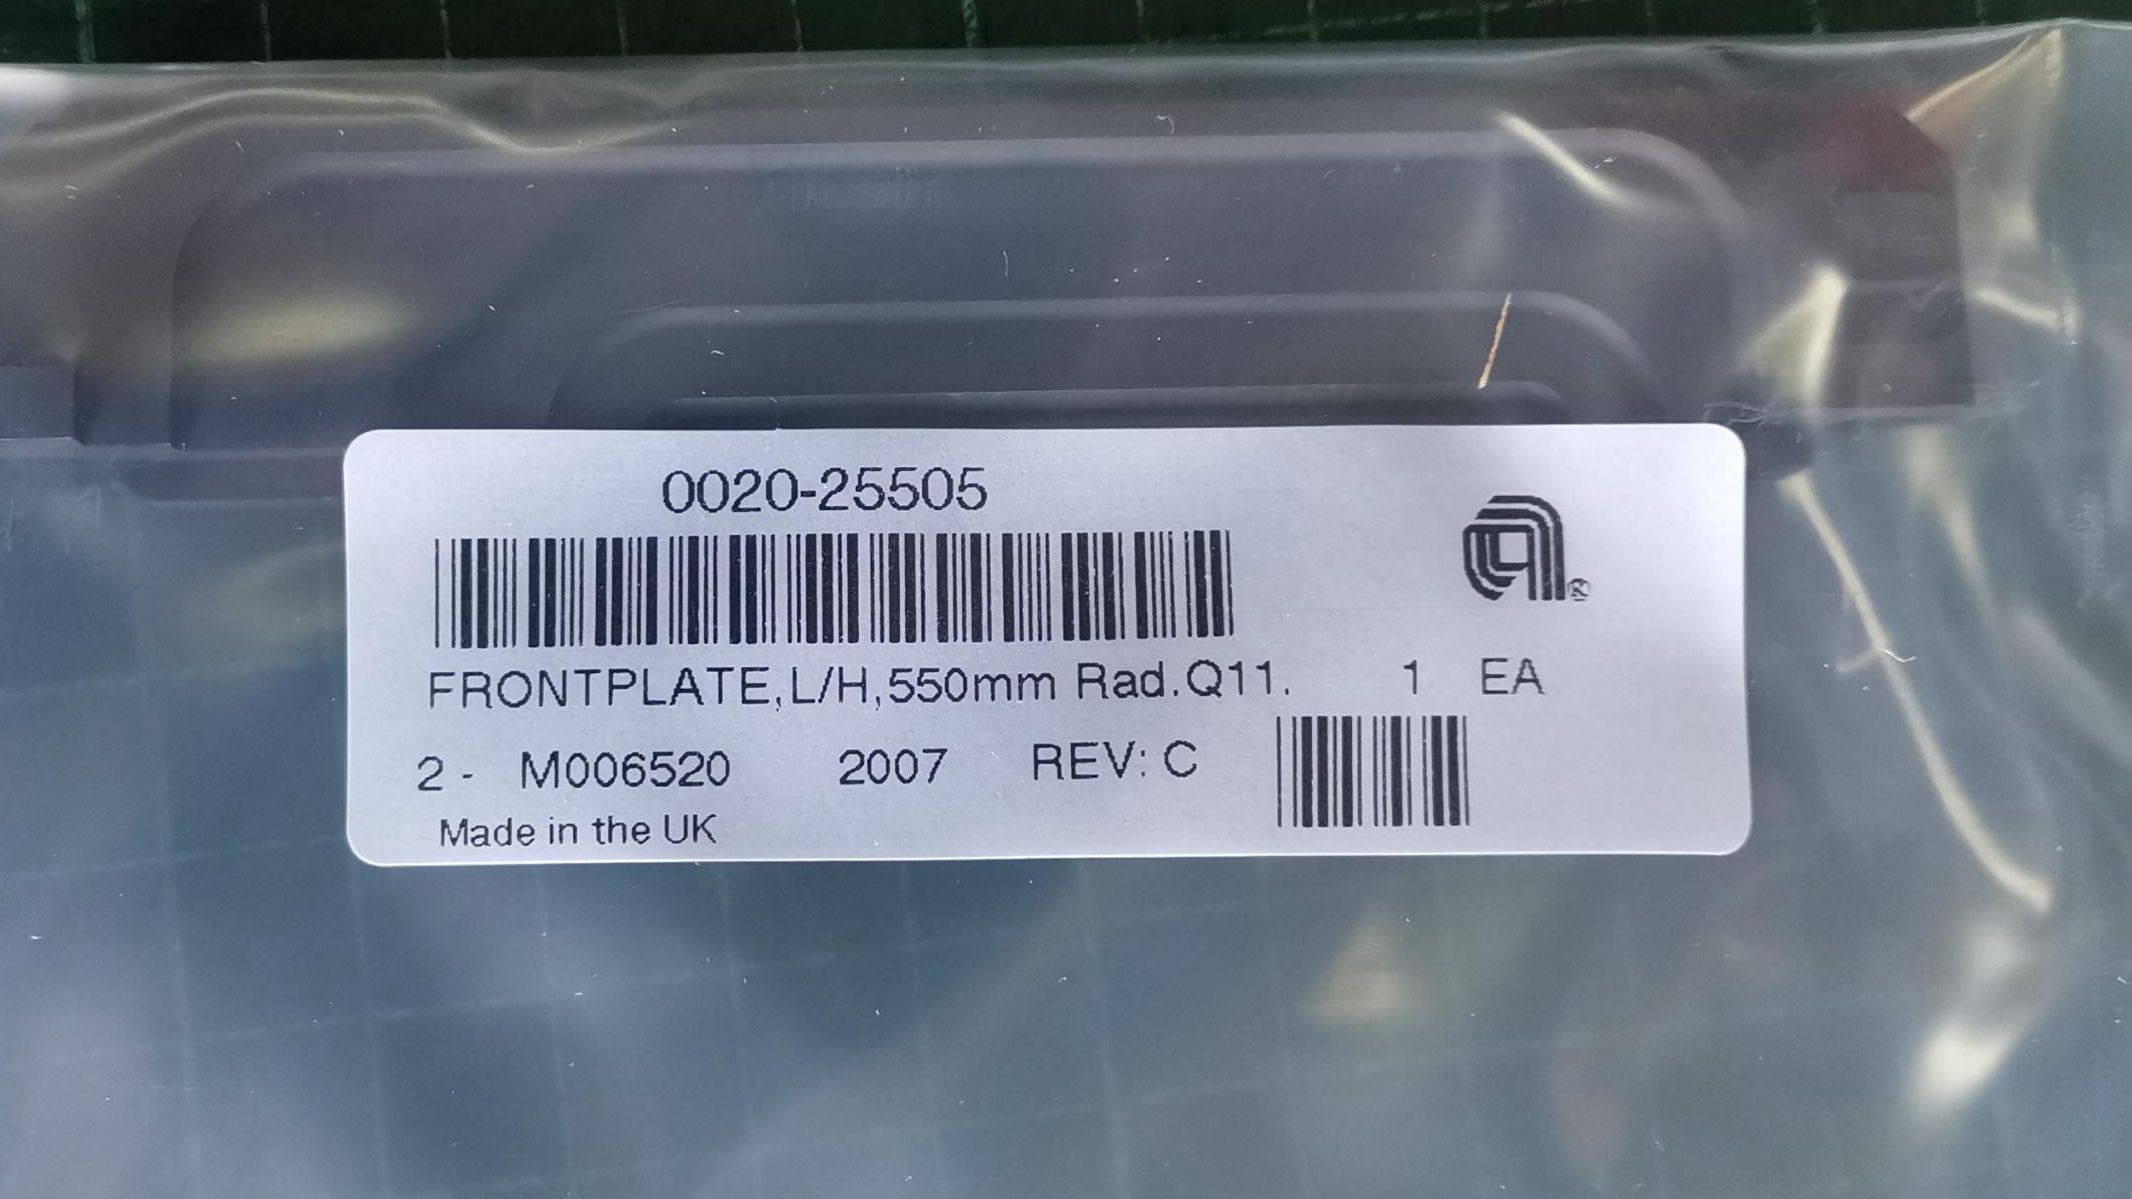 0020-25505
FRONTPLATE,L/H,550mm Rad.Q11. 1 EA
2- M006520 2007 REV: C
Made in the UK